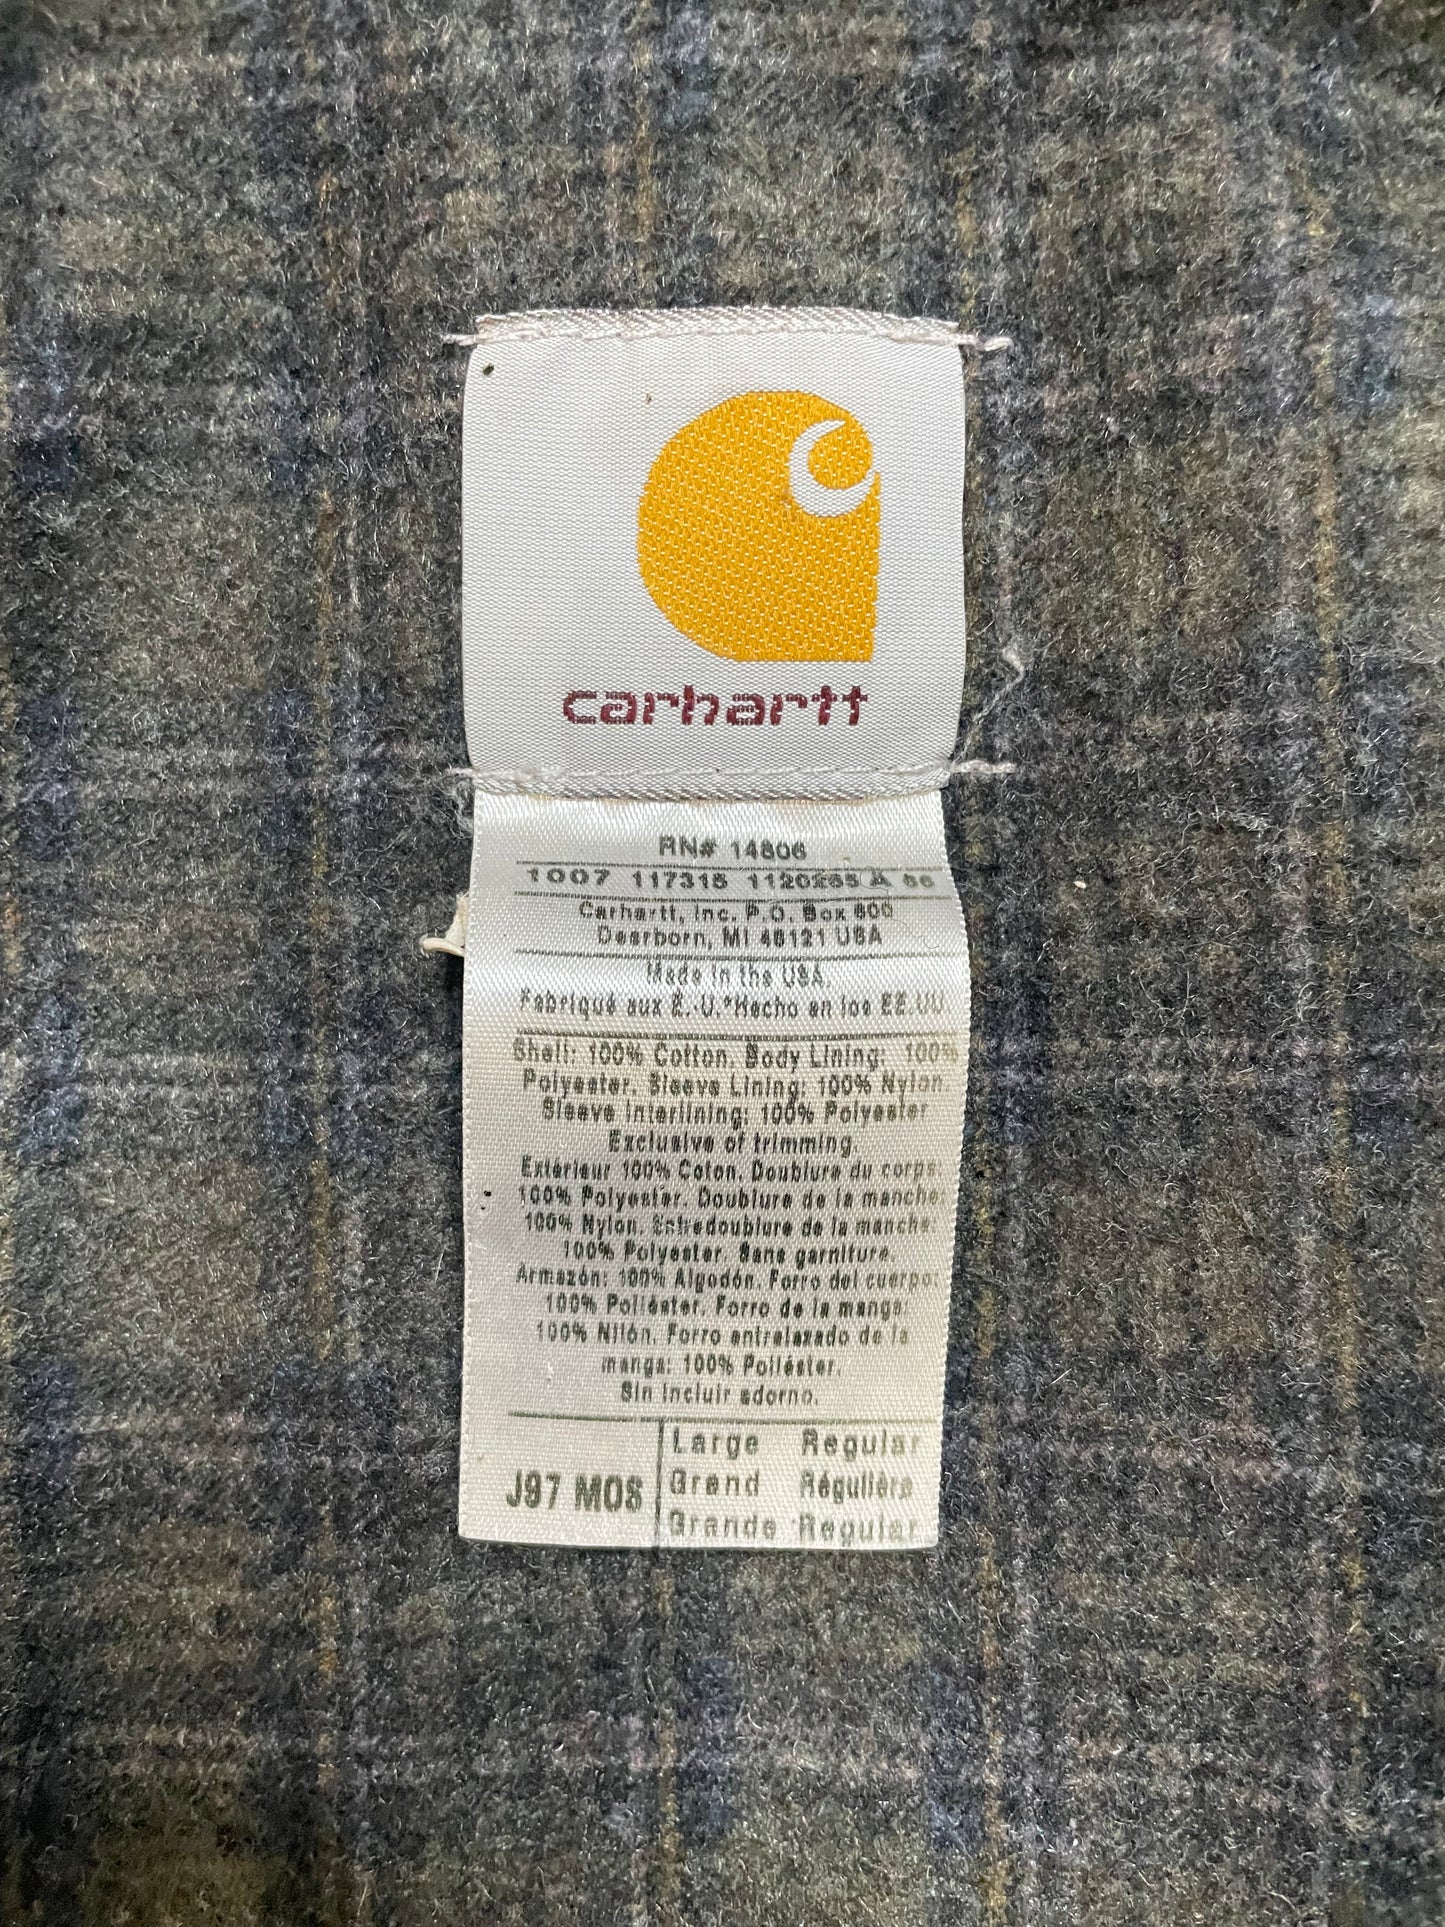 carhartt
RN# 14806
1007 117315 1120265 A 66
Carhartt, Inc. P.O. Box 600
Dearborn, MI 48121 USA
Made in the USA.
Fabriqué aux É.-U.*Hecho en los EE.UU
Shell: 100% Cotton. Body Lining: 100%
Polyester. Sleeve Lining: 100% Nylon
Sleeve Interlining: 100% Polyester
Exclusive of trimming.
Extérieur 100% Coton. Doublure du corps:
100% Polyester. Doublure de la manche:
100% Nylon. Entredoublure de la manche:
100% Polyester. Sans garniture.
Armazón: 100% Algodón. Forro del cuerpo:
100% Poliéster. Forro de la manga:
100% Nilón. Forro entrelazado de la
manga: 100% Poliéster.
Sin incluir adorno.
J97 MOS
Large Regular
Grand Régulière
Grande Regular